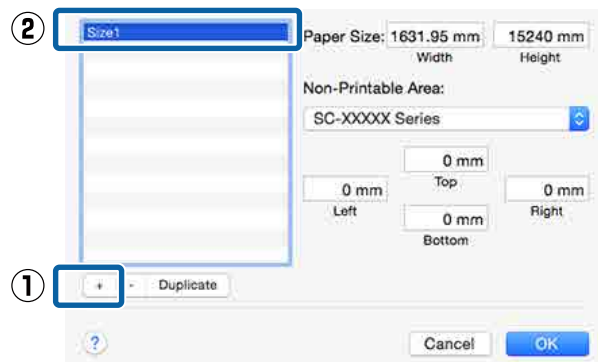 ② Size1 Paper Size: 1631.95 mm 15240 mm
Width Height
Non-Printable Area:
SC-XXXXX Series
0 mm
Top
0 mm 0 mm
Left Right
0 mm
Bottom
① + - Duplicate
? Cancel OK